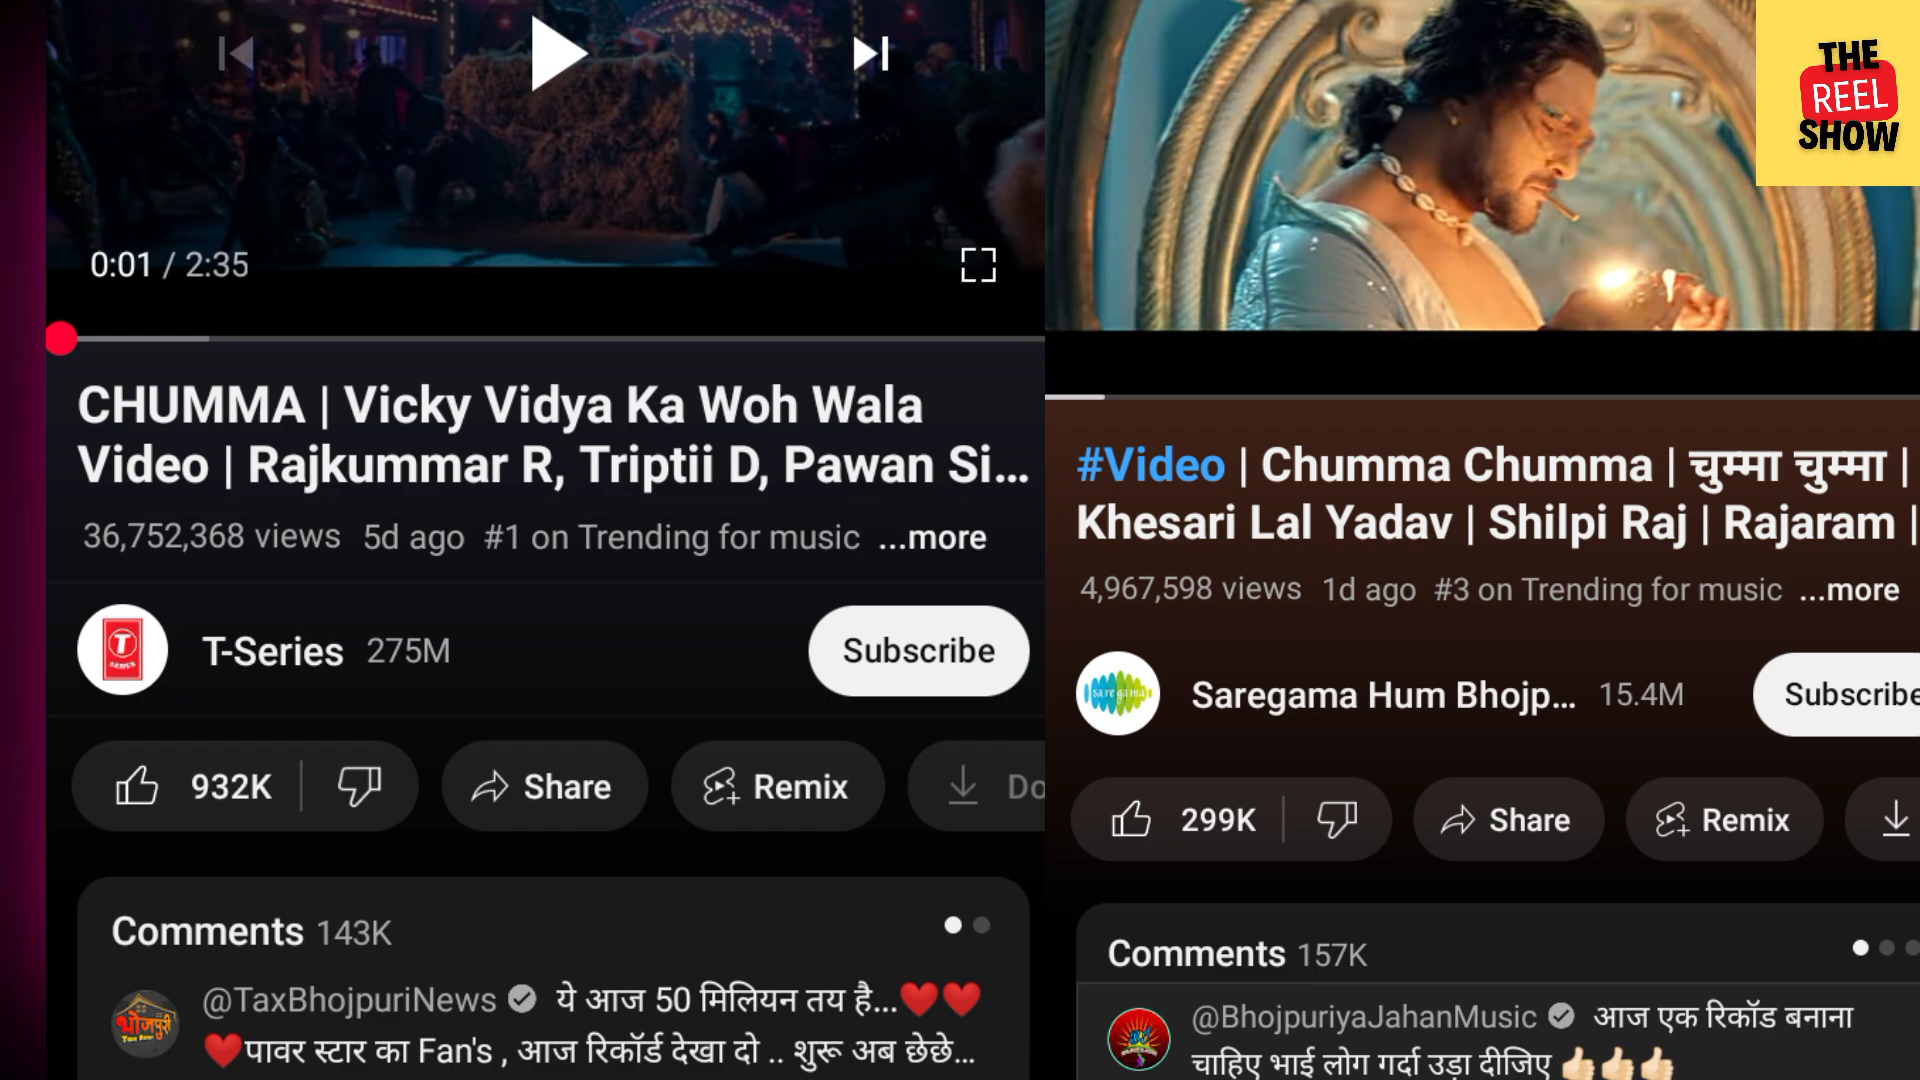 0:01 / 2:35
CHUMMA | Vicky Vidya Ka Woh Wala
Video | Rajkummar R, Triptii D, Pawan Si...
36,752,368 views 5d ago #1 on Trending for music ...more
T-Series 275M
Subscribe
932K
Share
Remix
Do
Comments 143K
@TaxBhojpuriNews ये आज 50 मिलियन तय है...❤️❤️
❤️पावर स्टार का Fan's , आज रिकॉर्ड देखा दो .. शुरू अब छेछे...
THE
REEL
SHOW
#Video | Chumma Chumma | चुम्मा चुम्मा |
Khesari Lal Yadav | Shilpi Raj | Rajaram |
4,967,598 views 1d ago #3 on Trending for music ...more
saregama
Saregama Hum Bhojp... 15.4M
Subscribe
299K
Share
Remix
Comments 157K
@BhojpuriyaJahanMusic आज एक रिकॉड बनाना
चाहिए भाई लोग गर्दा उड़ा दीजिए 👍🏻👍🏻👍🏻